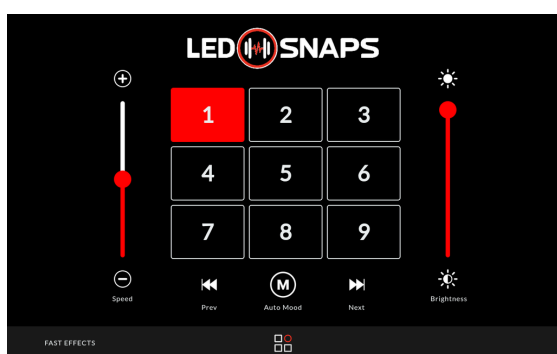 LED SNAPS
1 2 3
4 5 6
7 8 9
M
Speed Prev Auto Mood Next Brightness
FAST EFFECTS